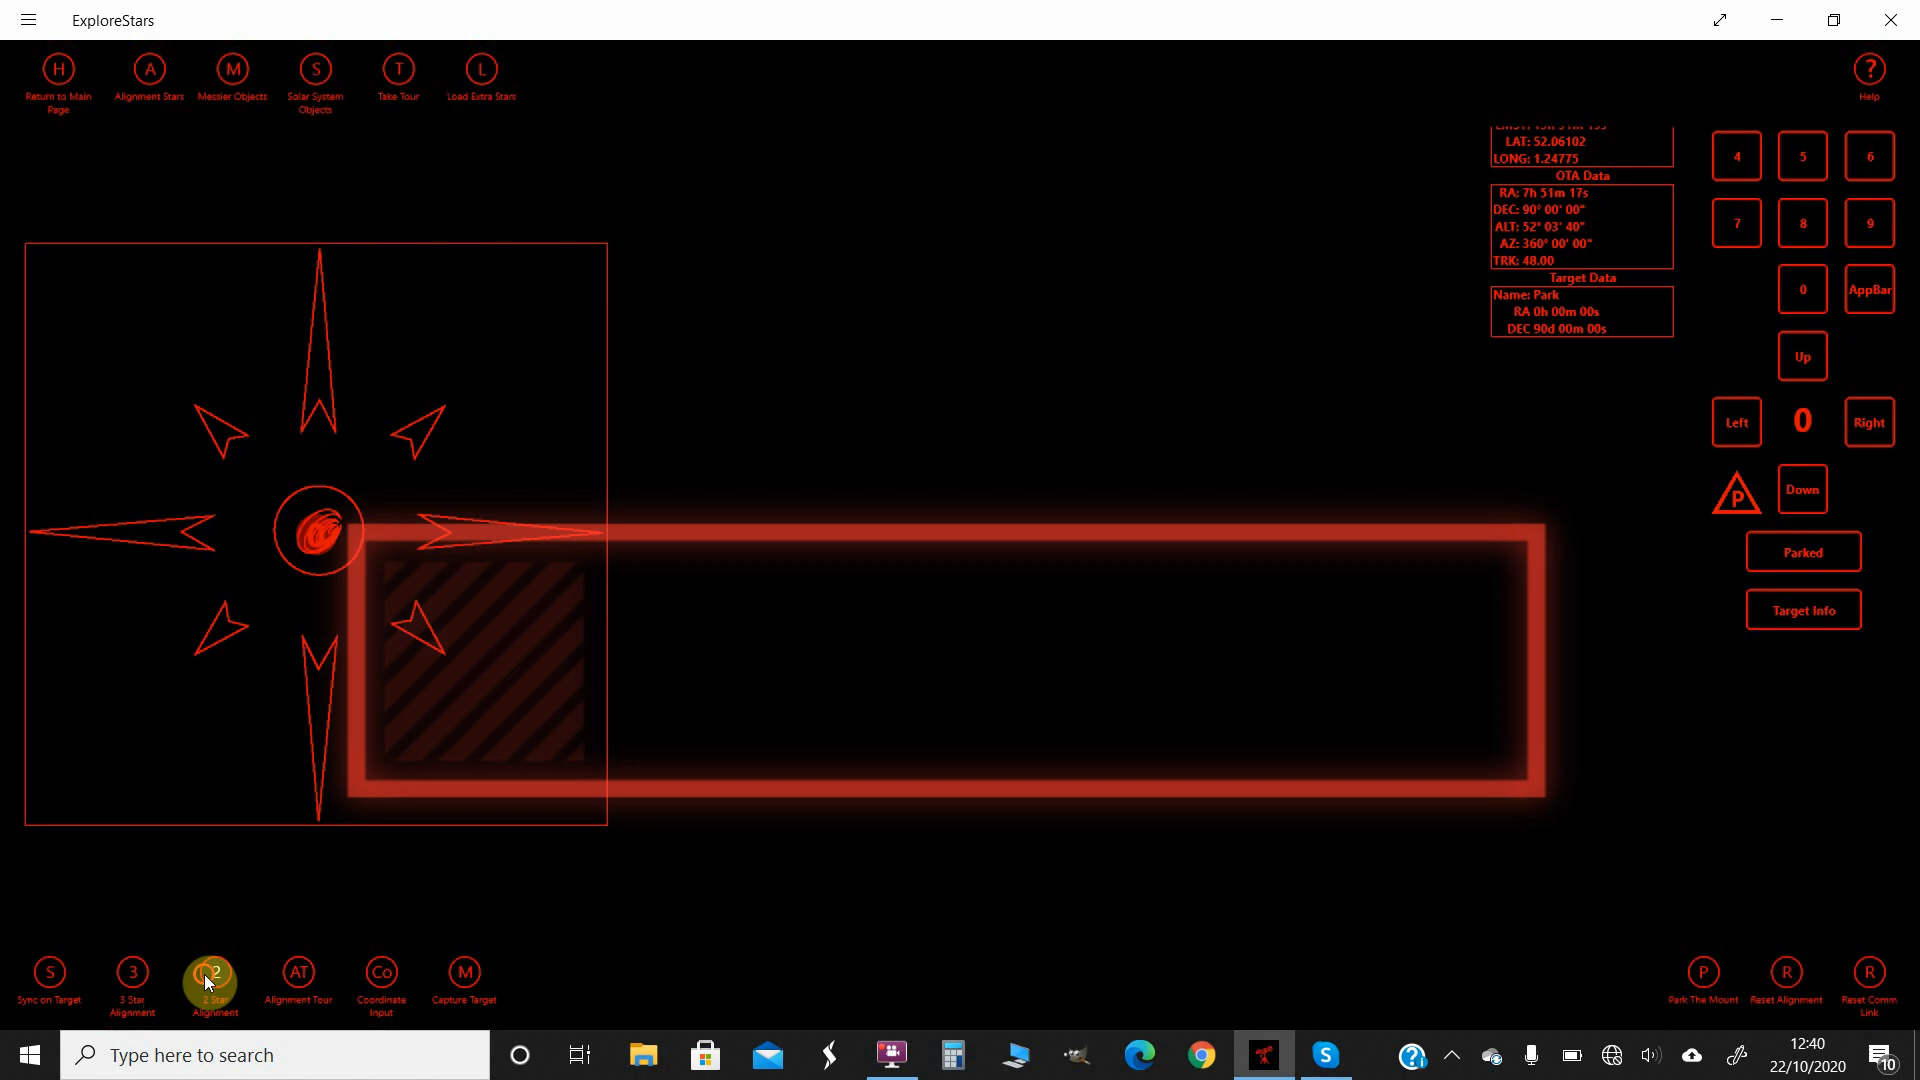 ExploreStars
H
A
M
S
T
L
?
Return to Main
Page
Alignment Stars
Messier Objects
Solar System
Objects
Take Tour
Load Extra Stars
Help
LAT: 52.06102
LONG: 1.24775
OTA Data
RA: 7h 51m 17s
DEC: 90° 00' 00"
ALT: 52° 03' 40"
AZ: 360° 00' 00"
TRK: 48.00
Target Data
Name: Park
RA 0h 00m 00s
DEC 90d 00m 00s
4
5
6
7
8
9
0
AppBar
Up
Left
0
Right
P
Down
Parked
Target Info
S
3
2
AT
Co
M
P
R
R
Sync on Target
3 Star
Alignment
2 Star
Alignment
Alignment Tour
Coordinate
Input
Capture Target
Park The Mount
Reset Alignment
Reset Comm
Link
Type here to search
12:40
22/10/2020
10